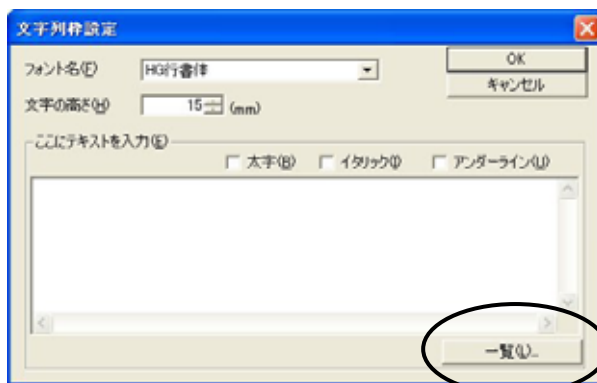 文字列枠設定
フォント名(F) HG行書体 OK
キャンセル
文字の高さ(H) 15 (mm)
ここにテキストを入力(E)
太字(B) イタリック(I) アンダーライン(U)
一覧(L)...